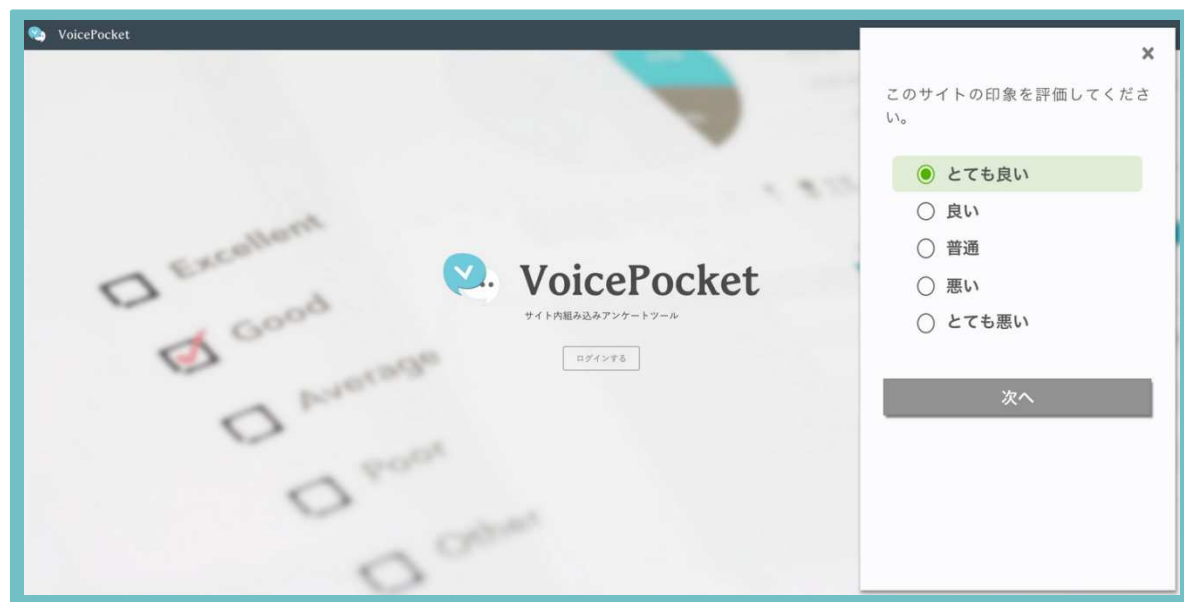 VoicePocket
×
このサイトの印象を評価してくださ
い。
とても良い
良い
普通
悪い
とても悪い
次へ
Excellent
Good
Average
Poor
Other
VoicePocket
サイト内組み込みアンケートツール
ログインする